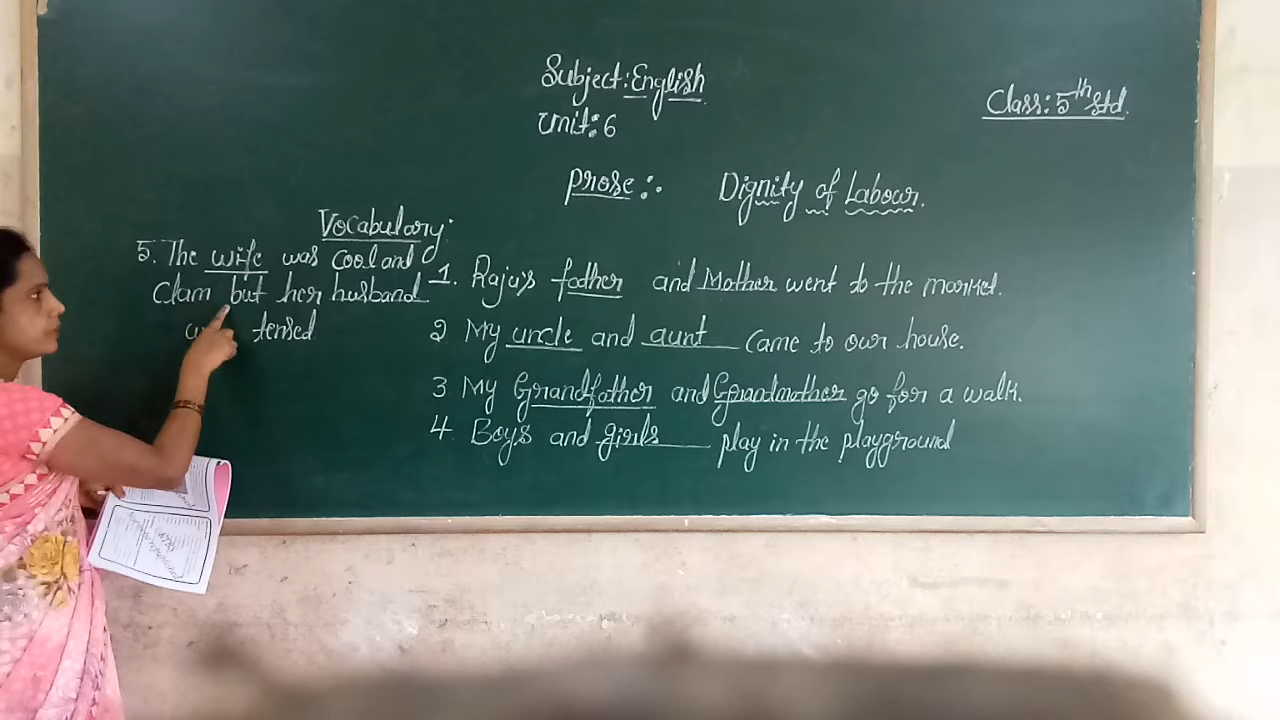 Subject: English
Unit: 6
Class: 5th Std.
Prose :. Dignity of Labour.
Vocabulary:
1. Raju's father and Mother went to the market.
2 My uncle and aunt came to our house.
3 My Grandfather and Grandmother go for a walk.
4. Boys and girls play in the playground
5. The wife was cool and
Clam but her husband
tensed